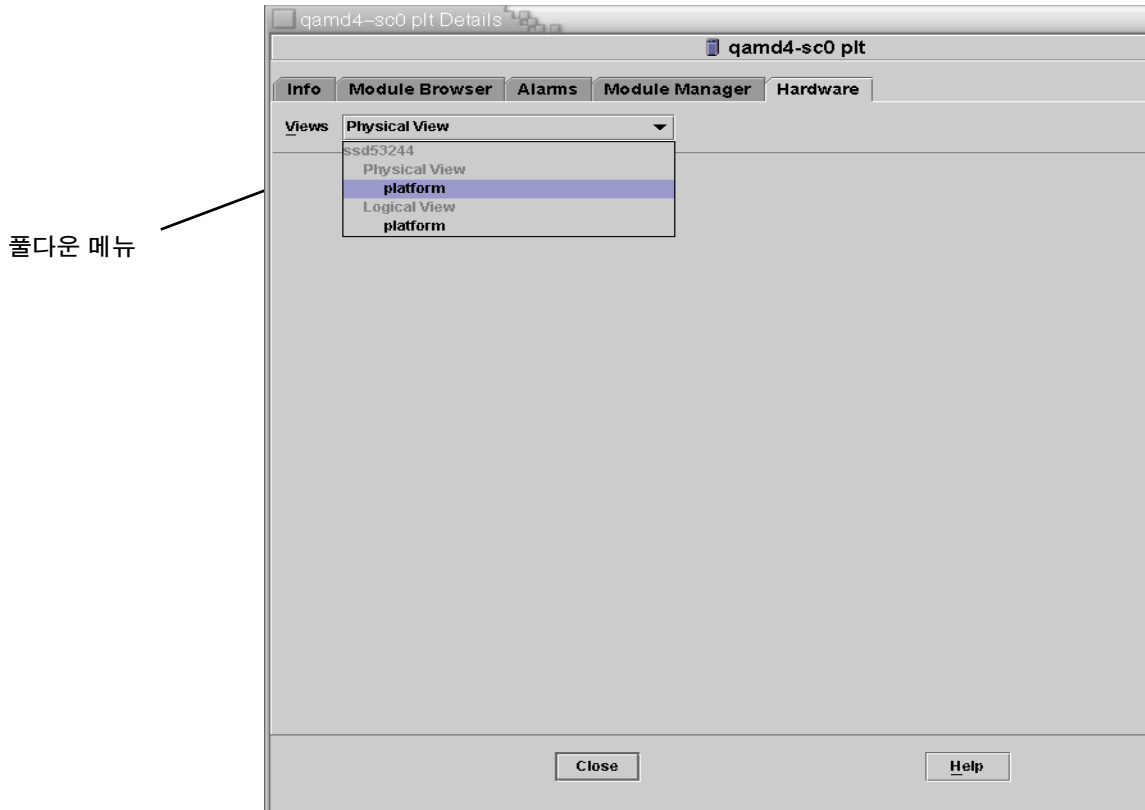 qamd4-sc0 plt Details
qamd4-sc0 plt
Info Module Browser Alarms Module Manager Hardware
Views Physical View
ssd53244
Physical View
platform
Logical View
platform
풀다운 메뉴
Close Help